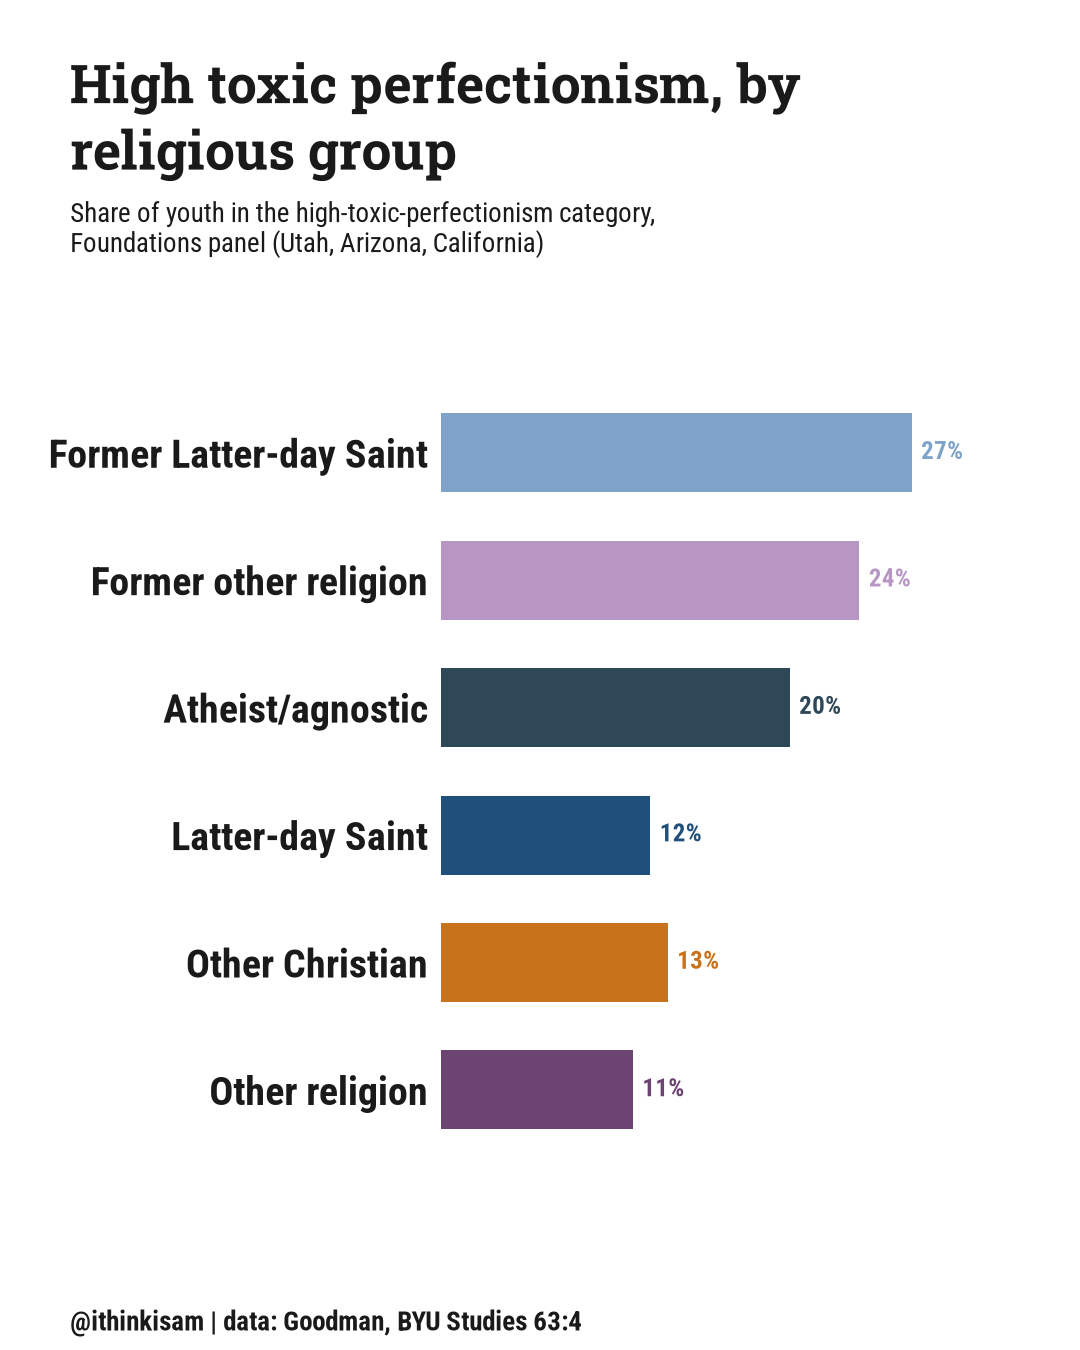 High toxic perfectionism, by
religious group
Share of youth in the high-toxic-perfectionism category,
Foundations panel (Utah, Arizona, California)
Former Latter-day Saint 27%
Former other religion 24%
Atheist/agnostic 20%
Latter-day Saint 12%
Other Christian 13%
Other religion 11%
@ithinkisam | data: Goodman, BYU Studies 63:4